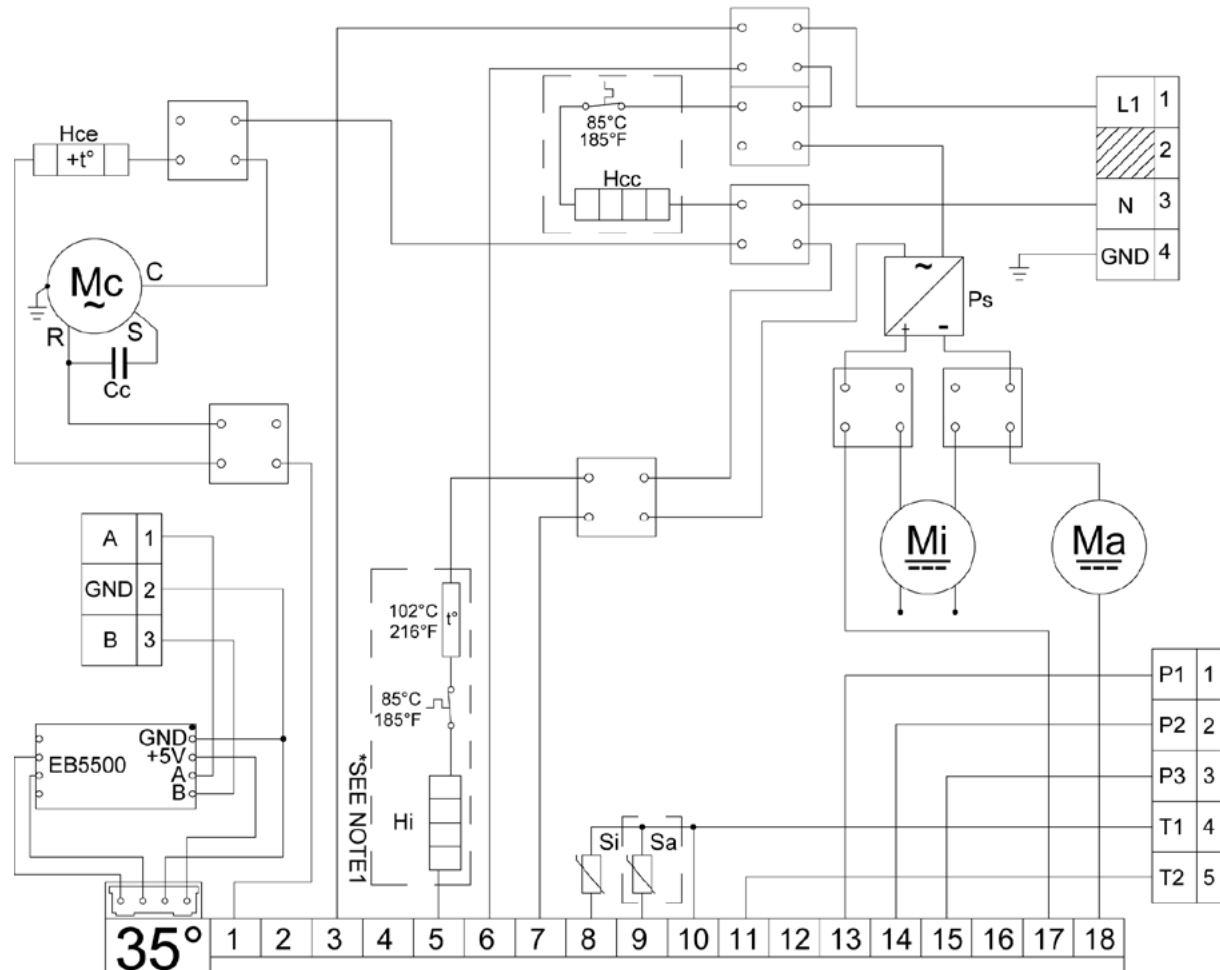 L1 1
2
N 3
GND 4
85°C
185°F
Hce
+t°
Hcc
~
Ps
+ -
Mc
~
C
R
S
Cc
A 1
GND 2
B 3
102°C
216°F
t°
85°C
185°F
Mi
Ma
P1 1
P2 2
P3 3
T1 4
T2 5
EB5500
GND
+5V
A
B
*SEE NOTE1
Hi
Si
Sa
35° 1 2 3 4 5 6 7 8 9 10 11 12 13 14 15 16 17 18